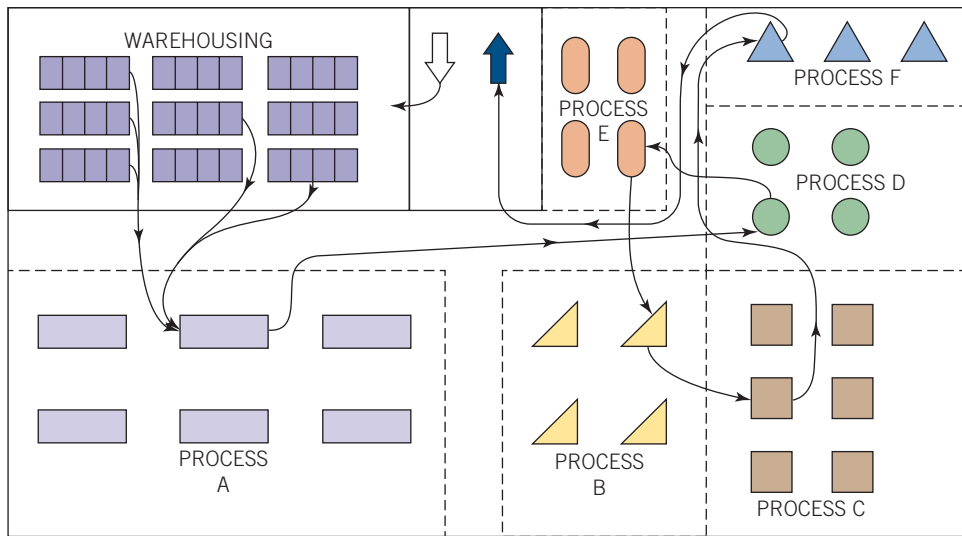 WAREHOUSING
PROCESS
E
PROCESS F
PROCESS D
PROCESS
A
PROCESS
B
PROCESS C